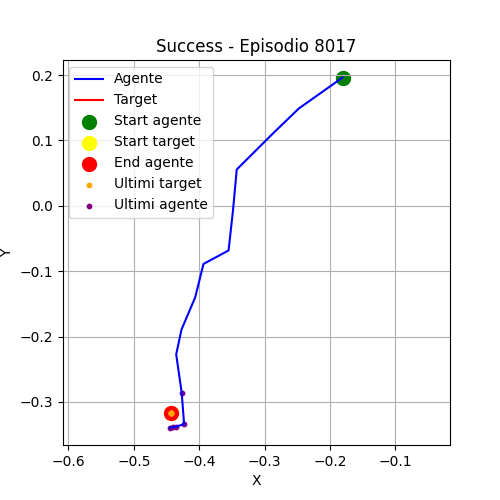 Success - Episodio 8017
Agente
Target
Start agente
Start target
End agente
Ultimi target
Ultimi agente
Y
0.2
0.1
0.0
−0.1
−0.2
−0.3
−0.6
−0.5
−0.4
−0.3
−0.2
−0.1
X